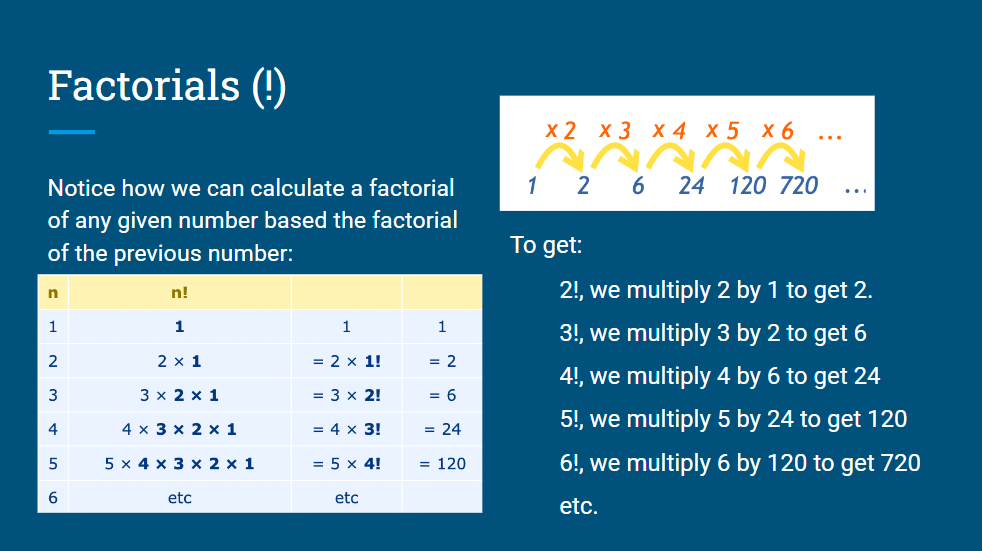 Factorials (!)
Notice how we can calculate a factorial
of any given number based the factorial
of the previous number:
n n!
1 1 1 1
2 2 × 1 = 2 × 1! = 2
3 3 × 2 × 1 = 3 × 2! = 6
4 4 × 3 × 2 × 1 = 4 × 3! = 24
5 5 × 4 × 3 × 2 × 1 = 5 × 4! = 120
6 etc etc
x 2 x 3 x 4 x 5 x 6 ...
1 2 6 24 120 720 ...
To get:
2!, we multiply 2 by 1 to get 2.
3!, we multiply 3 by 2 to get 6
4!, we multiply 4 by 6 to get 24
5!, we multiply 5 by 24 to get 120
6!, we multiply 6 by 120 to get 720
etc.